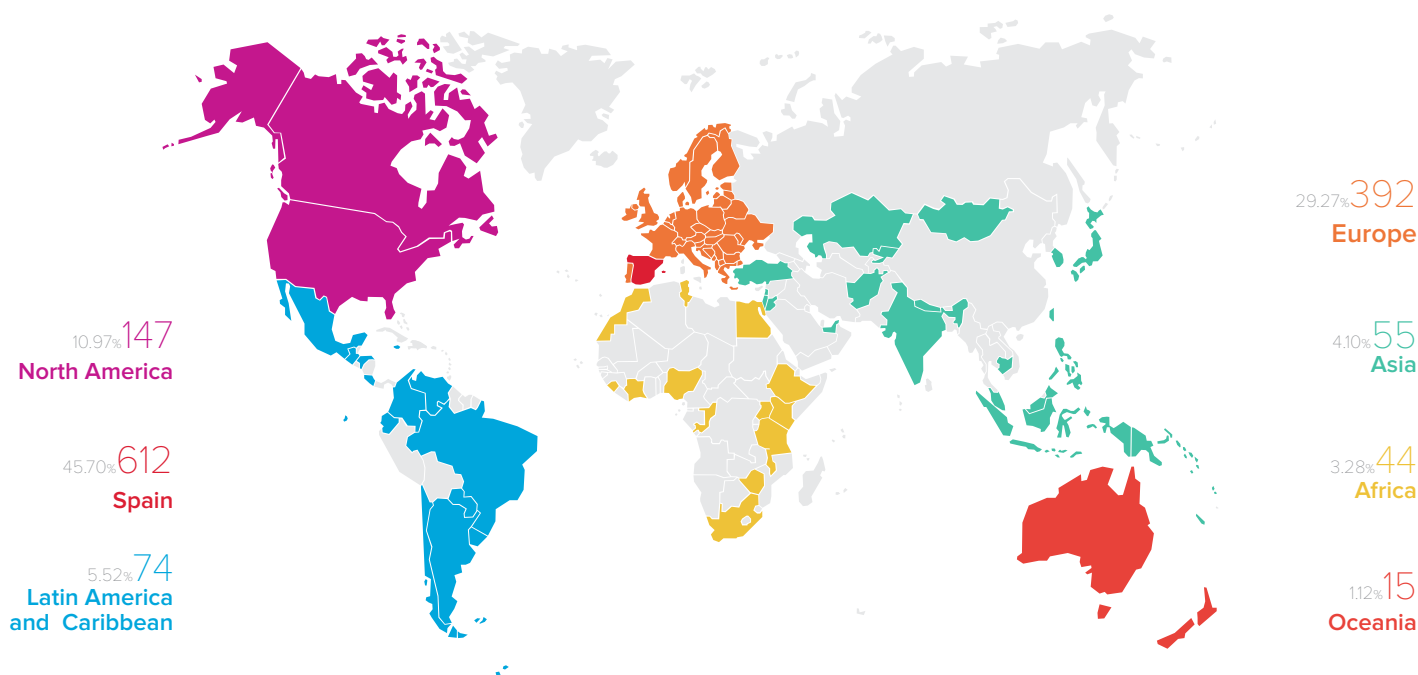 10.97%147
North America
45.70%612
Spain
5.52%74
Latin America
and Caribbean
29.27%392
Europe
4.10%55
Asia
3.28%44
Africa
1.12%15
Oceania